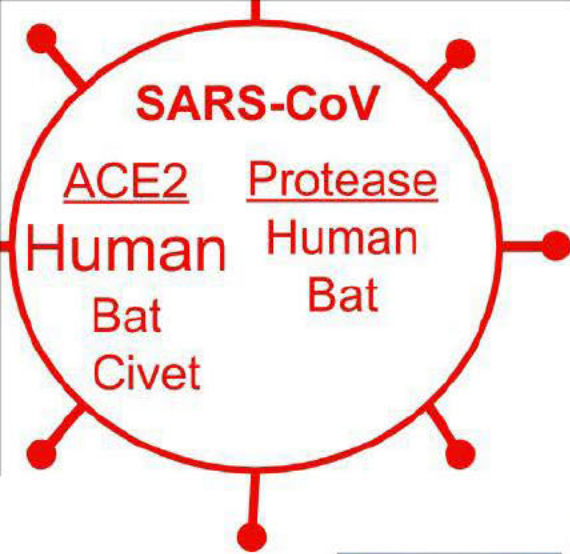 SARS-CoV
ACE2
Human
Bat
Civet
Protease
Human
Bat